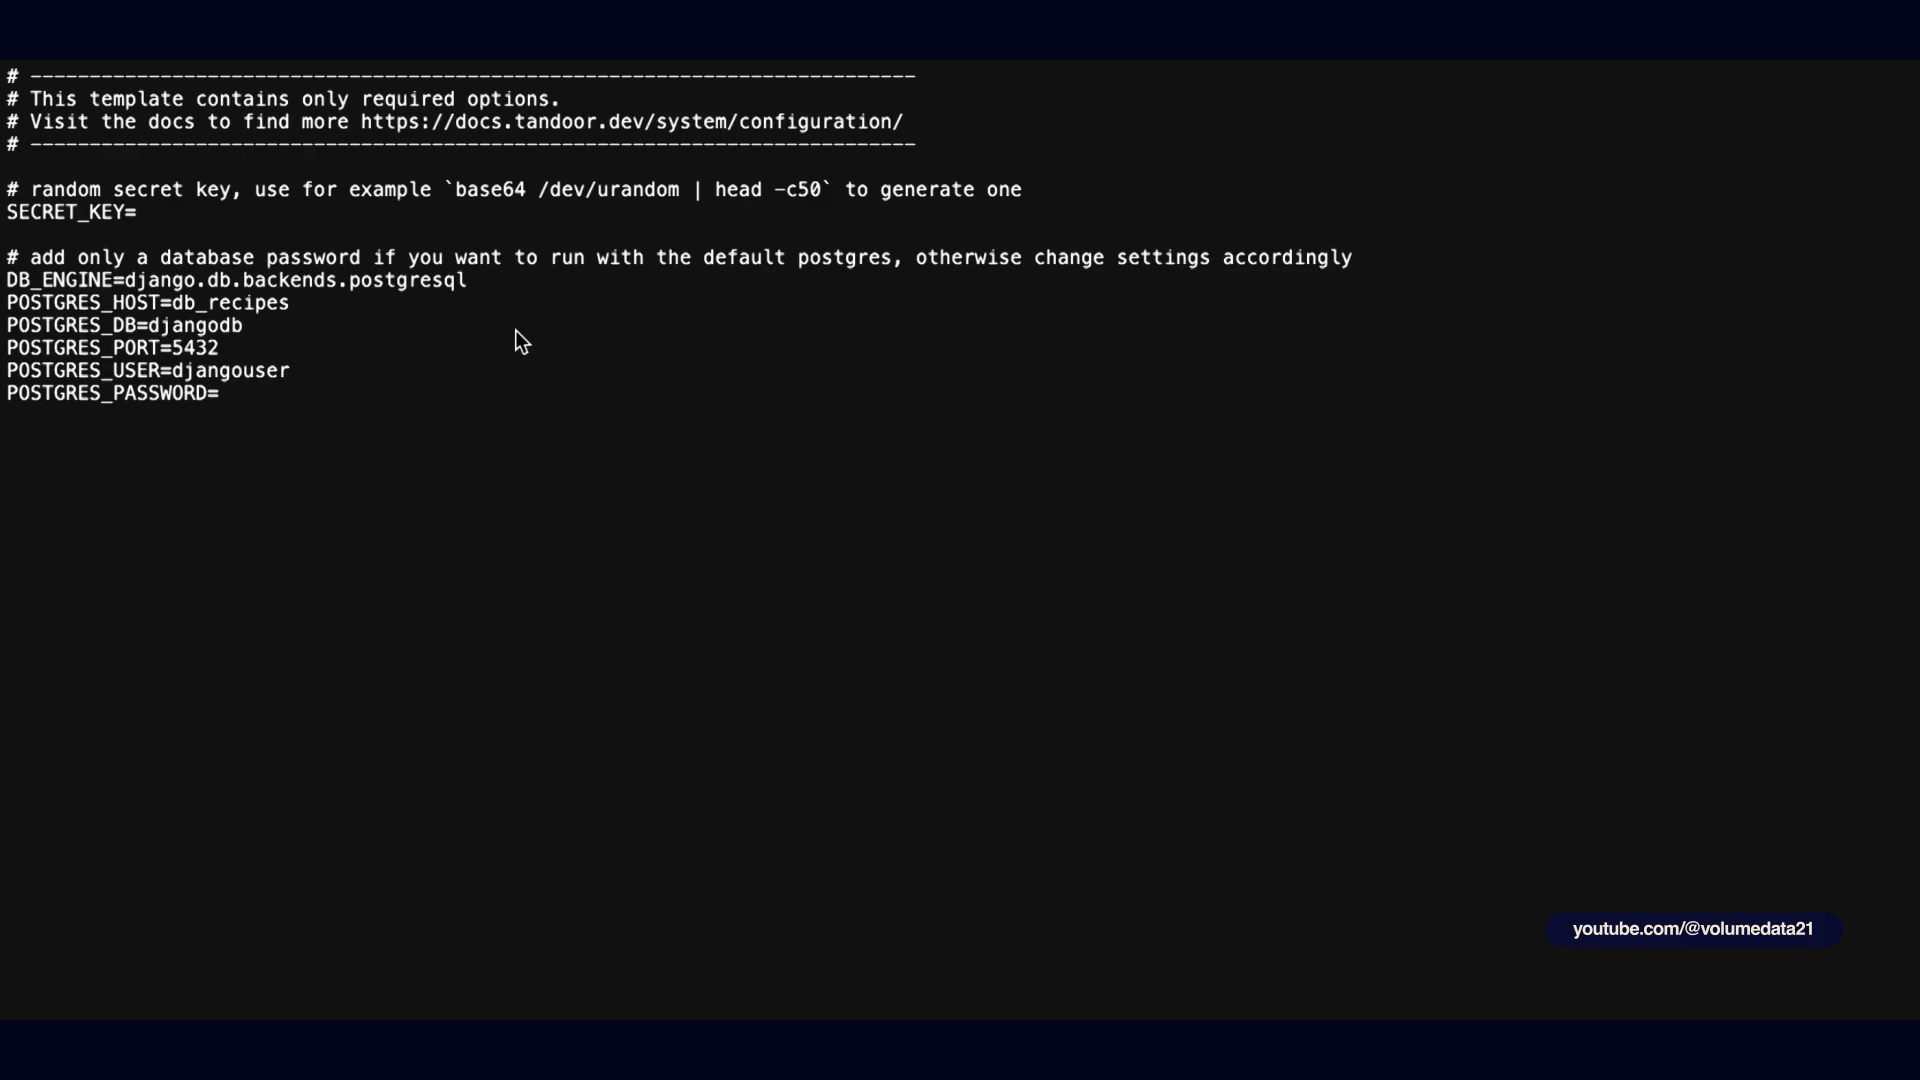 # ---------------------------------------------------------------------------
# This template contains only required options.
# Visit the docs to find more https://docs.tandoor.dev/system/configuration/
# ---------------------------------------------------------------------------
# random secret key, use for example `base64 /dev/urandom | head -c50` to generate one
SECRET_KEY=
# add only a database password if you want to run with the default postgres, otherwise change settings accordingly
DB_ENGINE=django.db.backends.postgresql
POSTGRES_HOST=db_recipes
POSTGRES_DB=djangodb
POSTGRES_PORT=5432
POSTGRES_USER=djangouser
POSTGRES_PASSWORD=
youtube.com/@volumedata21